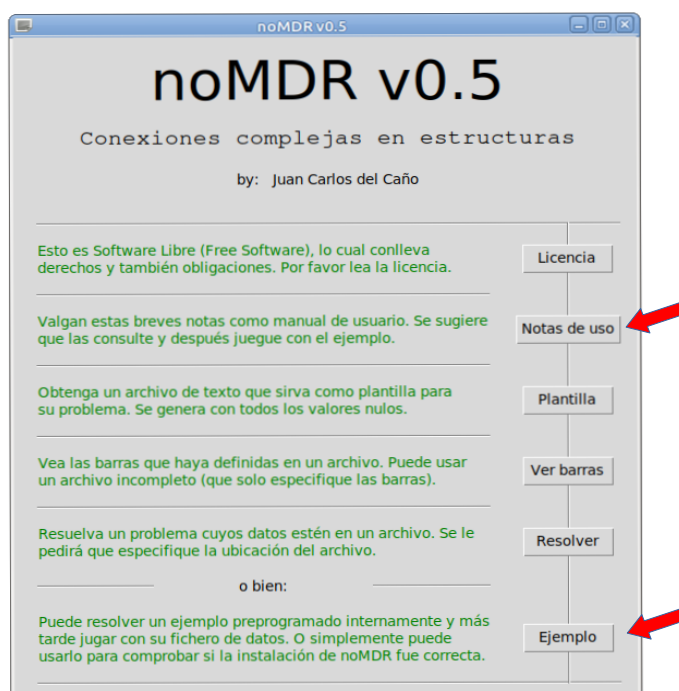 noMDR v0.5
noMDR v0.5
Conexiones complejas en estructuras
by: Juan Carlos del Caño
Esto es Software Libre (Free Software), lo cual conlleva
derechos y también obligaciones. Por favor lea la licencia.
Licencia
Valgan estas breves notas como manual de usuario. Se sugiere
que las consulte y después juegue con el ejemplo.
Notas de uso
Obtenga un archivo de texto que sirva como plantilla para
su problema. Se genera con todos los valores nulos.
Plantilla
Vea las barras que haya definidas en un archivo. Puede usar
un archivo incompleto (que solo especifique las barras).
Ver barras
Resuelva un problema cuyos datos estén en un archivo. Se le
pedirá que especifique la ubicación del archivo.
Resolver
o bien:
Puede resolver un ejemplo preprogramado internamente y más
tarde jugar con su fichero de datos. O simplemente puede
usarlo para comprobar si la instalación de noMDR fue correcta.
Ejemplo